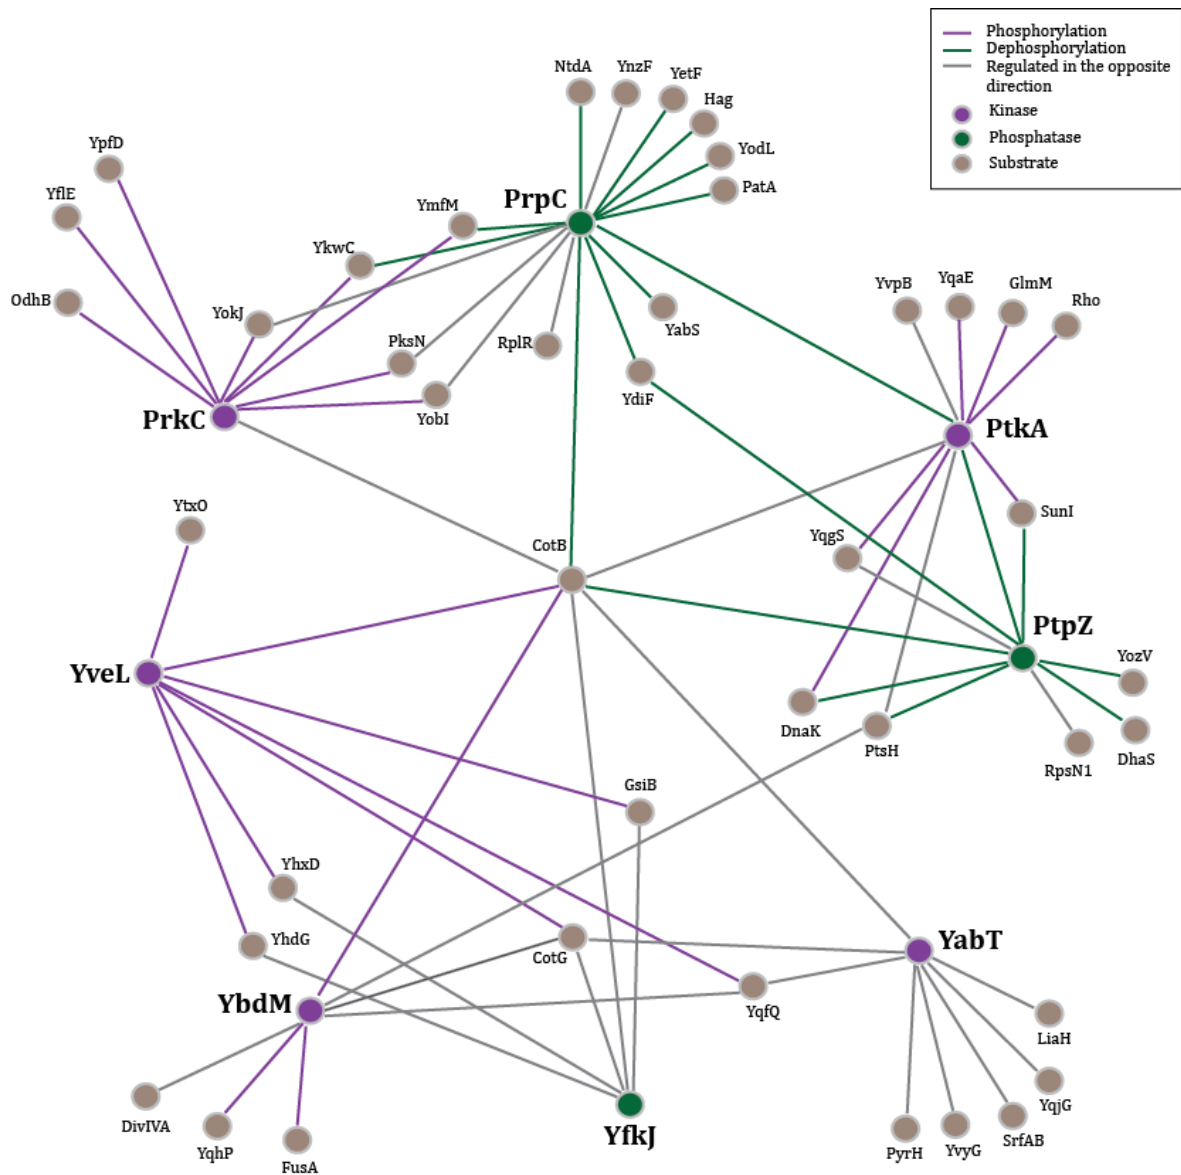 Phosphorylation
Dephosphorylation
Regulated in the opposite
direction
Kinase
Phosphatase
Substrate
NtdA
YnzF
YetF
Hag
YodL
PatA
YpfD
YflE
OdhB
YmfM
PrpC
YkwC
YokJ
PksN
RplR
YabS
YobI
YdiF
PrkC
YvpB
YqaE
GlmM
Rho
PtkA
SunI
YqgS
YtxO
CotB
PtpZ
YozV
YveL
DnaK
PtsH
RpsN1
DhaS
GsiB
YhxD
YhdG
CotG
YabT
YbdM
YqfQ
LiaH
YqjG
SrfAB
YvyG
PyrH
DivIVA
YqhP
FusA
YfkJ